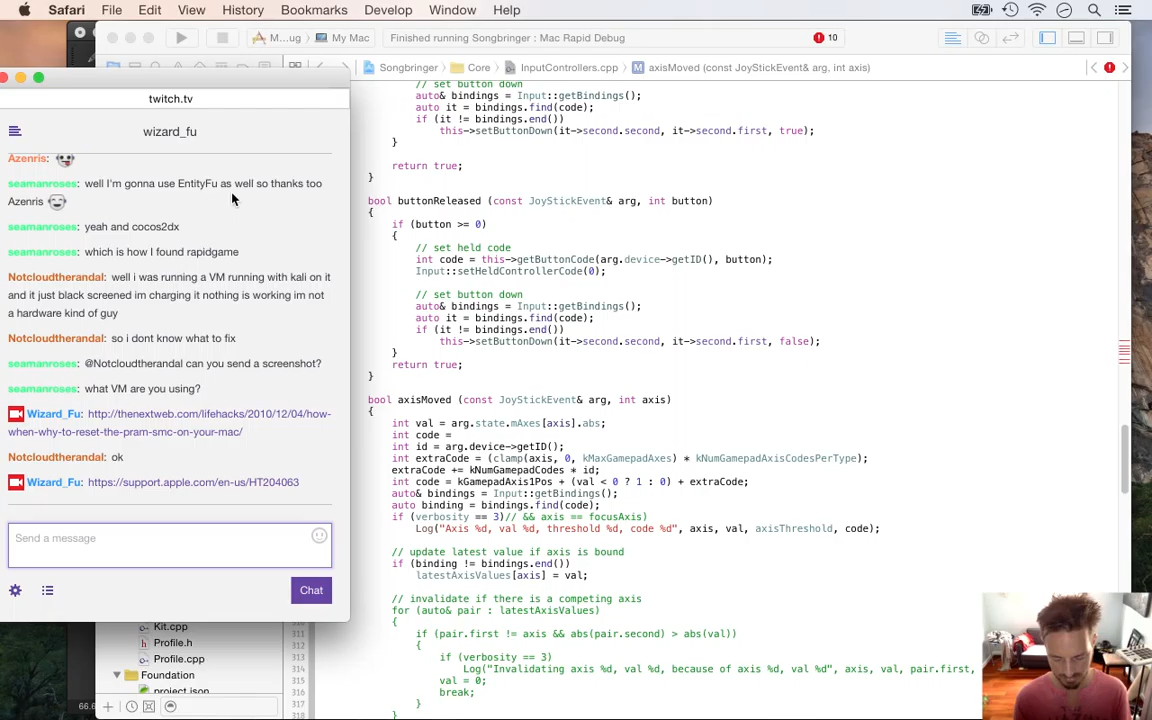 Safari File Edit View History Bookmarks Develop Window Help
M...ug My Mac Finished running Songbringer : Mac Rapid Debug 10
Songbringer Core InputControllers.cpp M axisMoved (const JoyStickEvent& arg, int axis)
twitch.tv
wizard_fu
Azenris:
seamanroses: well I'm gonna use EntityFu as well so thanks too
Azenris
seamanroses: yeah and cocos2dx
seamanroses: which is how I found rapidgame
Notcloudtherandal: well i was running a VM running with kali on it
and it just black screened im charging it nothing is working im not
a hardware kind of guy
Notcloudtherandal: so i dont know what to fix
seamanroses: @Notcloudtherandal can you send a screenshot?
seamanroses: what VM are you using?
Wizard_Fu: http://thenextweb.com/lifehacks/2010/12/04/how-
when-why-to-reset-the-pram-smc-on-your-mac/
Notcloudtherandal: ok
Wizard_Fu: https://support.apple.com/en-us/HT204063
Send a message
Chat
Kit.cpp
Profile.h
Profile.cpp
Foundation
project.json
66.6
// set button down
auto& bindings = Input::getBindings();
auto it = bindings.find(code);
if (it != bindings.end())
this->setButtonDown(it->second.second, it->second.first, true);
}
return true;
}
bool buttonReleased (const JoyStickEvent& arg, int button)
{
if (button >= 0)
{
// set held code
int code = this->getButtonCode(arg.device->getID(), button);
Input::setHeldControllerCode(0);
// set button down
auto& bindings = Input::getBindings();
auto it = bindings.find(code);
if (it != bindings.end())
this->setButtonDown(it->second.second, it->second.first, false);
}
return true;
}
bool axisMoved (const JoyStickEvent& arg, int axis)
{
int val = arg.state.mAxes[axis].abs;
int code =
int id = arg.device->getID();
int extraCode = (clamp(axis, 0, kMaxGamepadAxes) * kNumGamepadAxisCodesPerType);
extraCode += kNumGamepadCodes * id;
int code = kGamepadAxis1Pos + (val < 0 ? 1 : 0) + extraCode;
auto& bindings = Input::getBindings();
auto binding = bindings.find(code);
if (verbosity == 3)// && axis == focusAxis)
Log("Axis %d, val %d, threshold %d, code %d", axis, val, axisThreshold, code);
// update latest value if axis is bound
if (binding != bindings.end())
latestAxisValues[axis] = val;
// invalidate if there is a competing axis
for (auto& pair : latestAxisValues)
{
311 if (pair.first != axis && abs(pair.second) > abs(val))
312 {
313 if (verbosity == 3)
314 Log("Invalidating axis %d, val %d, because of axis %d, val %d", axis, val, pair.first,
315 val = 0;
316 break;
317 }
318 }